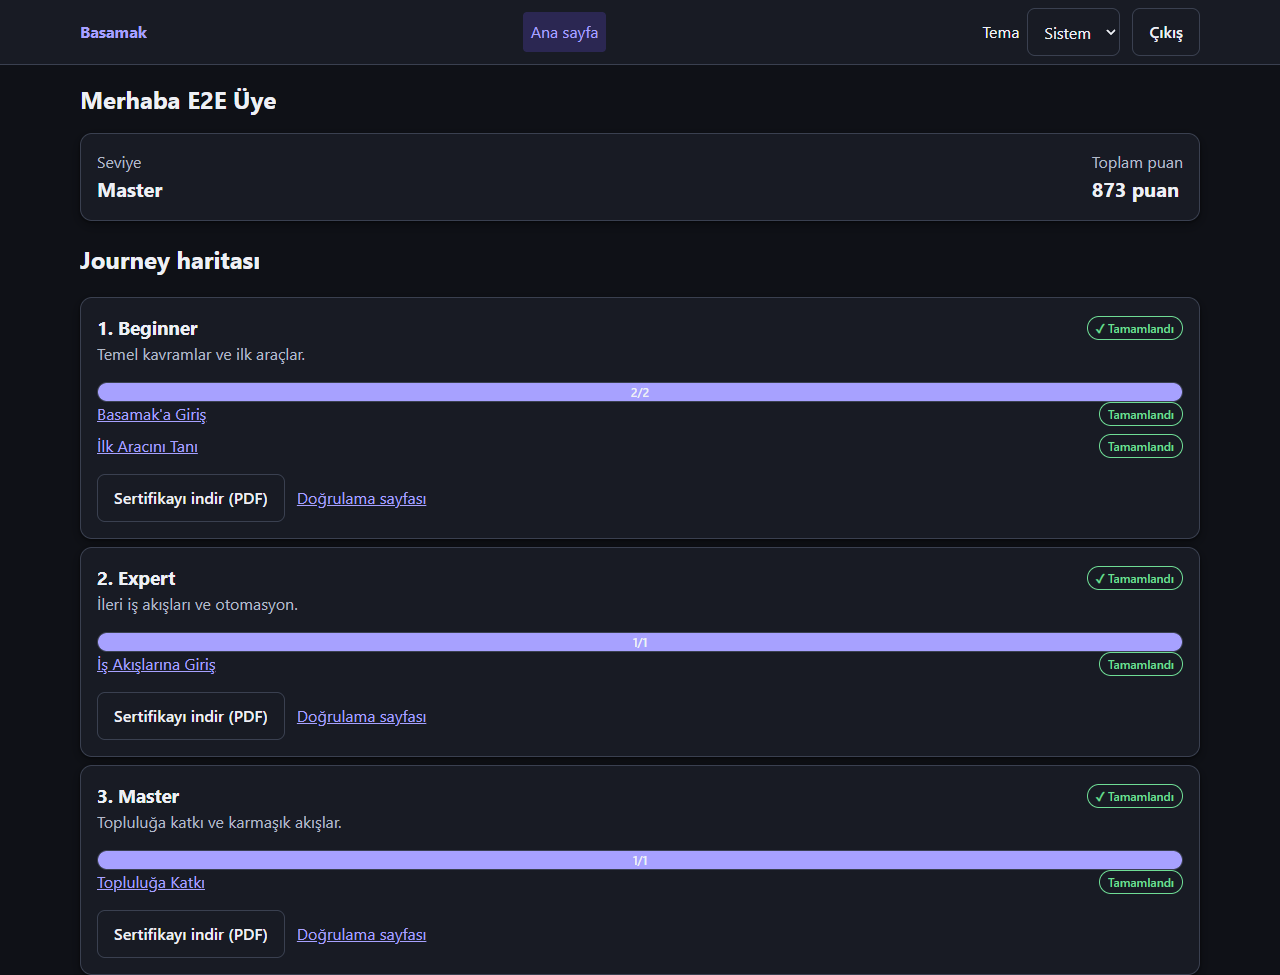 Basamak Ana sayfa Tema Sistem Çıkış
Merhaba E2E Üye
Seviye Toplam puan
Master 873 puan
Journey haritası
1. Beginner ✓ Tamamlandı
Temel kavramlar ve ilk araçlar.
2/2
Basamak'a Giriş Tamamlandı
İlk Aracını Tanı Tamamlandı
Sertifikayı indir (PDF) Doğrulama sayfası
2. Expert ✓ Tamamlandı
İleri iş akışları ve otomasyon.
1/1
İş Akışlarına Giriş Tamamlandı
Sertifikayı indir (PDF) Doğrulama sayfası
3. Master ✓ Tamamlandı
Topluluğa katkı ve karmaşık akışlar.
1/1
Topluluğa Katkı Tamamlandı
Sertifikayı indir (PDF) Doğrulama sayfası